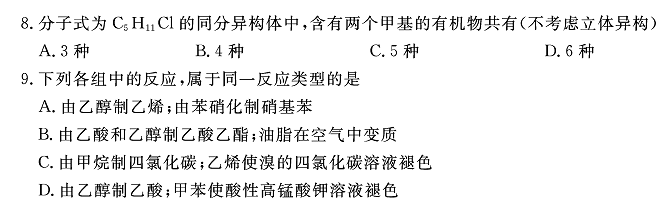 8. 分子式为 C₅H₁₁Cl 的同分异构体中,含有两个甲基的有机物共有(不考虑立体异构)
A. 3 种 B. 4 种 C. 5 种 D. 6 种
9. 下列各组中的反应,属于同一反应类型的是
A. 由乙醇制乙烯;由苯硝化制硝基苯
B. 由乙酸和乙醇制乙酸乙酯;油脂在空气中变质
C. 由甲烷制四氯化碳;乙烯使溴的四氯化碳溶液褪色
D. 由乙醇制乙酸;甲苯使酸性高锰酸钾溶液褪色